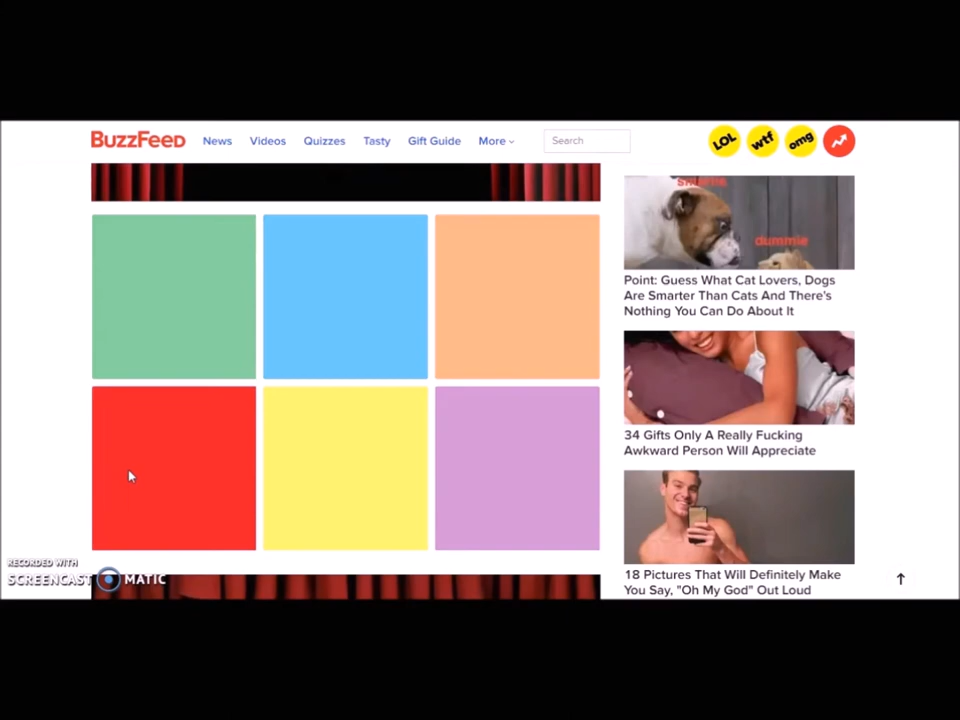 BuzzFeed
News
Videos
Quizzes
Tasty
Gift Guide
More
Search
LOL
wtf
omg
smartie
dummie
Point: Guess What Cat Lovers, Dogs
Are Smarter Than Cats And There's
Nothing You Can Do About It
34 Gifts Only A Really Fucking
Awkward Person Will Appreciate
18 Pictures That Will Definitely Make
You Say, "Oh My God" Out Loud
RECORDED WITH
SCREENCAST MATIC